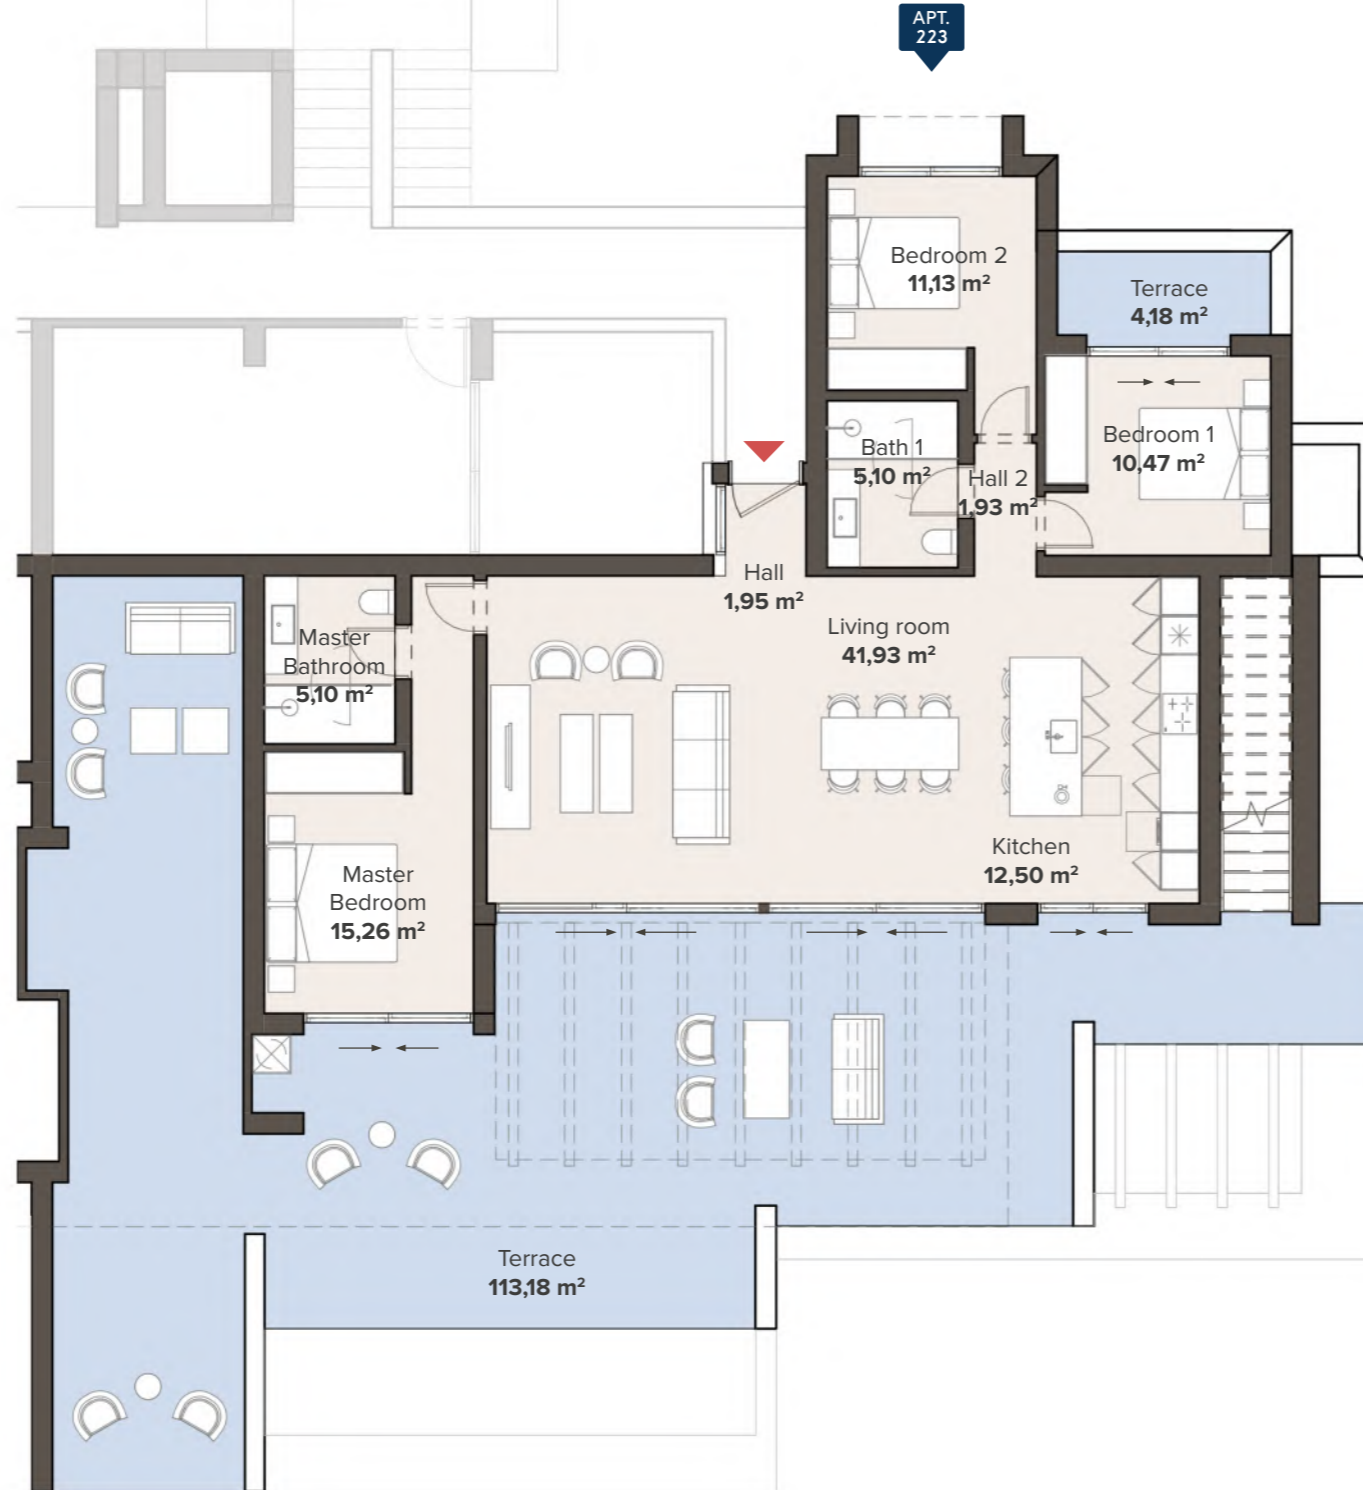 APT.
223
Bedroom 2
11,13 m²
Terrace
4,18 m²
Bath 1
5,10 m²
Hall 2
1,93 m²
Bedroom 1
10,47 m²
Hall
1,95 m²
Living room
41,93 m²
Master
Bathroom
5,10 m²
Kitchen
12,50 m²
Master
Bedroom
15,26 m²
Terrace
113,18 m²